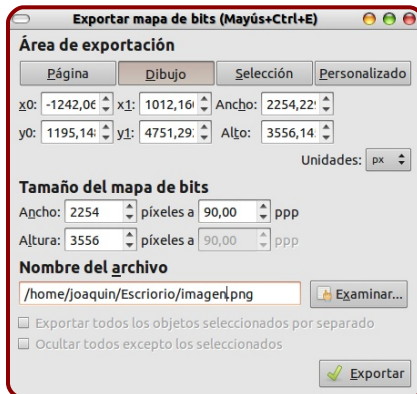 Exportar mapa de bits (Mayús+Ctrl+E)
Área de exportación
Página Dibujo Selección Personalizado
x0: -1242,06 x1: 1012,16 Ancho: 2254,22
y0: 1195,14 y1: 4751,29 Alto: 3556,14
Unidades: px
Tamaño del mapa de bits
Ancho: 2254 píxeles a 90,00 ppp
Altura: 3556 píxeles a 90,00 ppp
Nombre del archivo
/home/joaquin/Escriorio/imagen.png Examinar...
Exportar todos los objetos seleccionados por separado
Ocultar todos excepto los seleccionados
Exportar